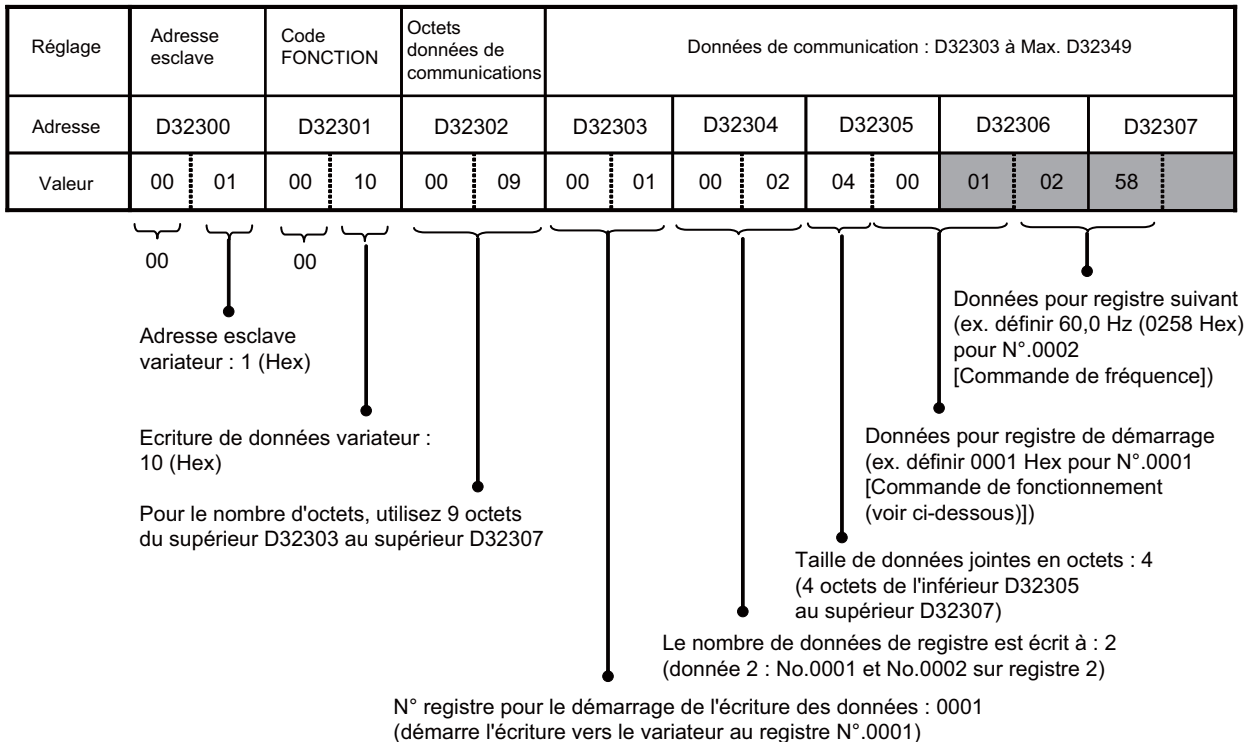 Réglage
Adresse
esclave
Code
FONCTION
Octets
données de
communications
Données de communication : D32303 à Max. D32349
Adresse D32300 D32301 D32302 D32303 D32304 D32305 D32306 D32307
Valeur 00 01 00 10 00 09 00 01 00 02 04 00 01 02 58
00 00
Adresse esclave
variateur : 1 (Hex)
Ecriture de données variateur :
10 (Hex)
Pour le nombre d'octets, utilisez 9 octets
du supérieur D32303 au supérieur D32307
Données pour registre suivant
(ex. définir 60,0 Hz (0258 Hex)
pour N°.0002
[Commande de fréquence])
Données pour registre de démarrage
(ex. définir 0001 Hex pour N°.0001
[Commande de fonctionnement
(voir ci-dessous)])
Taille de données jointes en octets : 4
(4 octets de l'inférieur D32305
au supérieur D32307)
Le nombre de données de registre est écrit à : 2
(donnée 2 : No.0001 et No.0002 sur registre 2)
N° registre pour le démarrage de l'écriture des données : 0001
(démarre l'écriture vers le variateur au registre N°.0001)